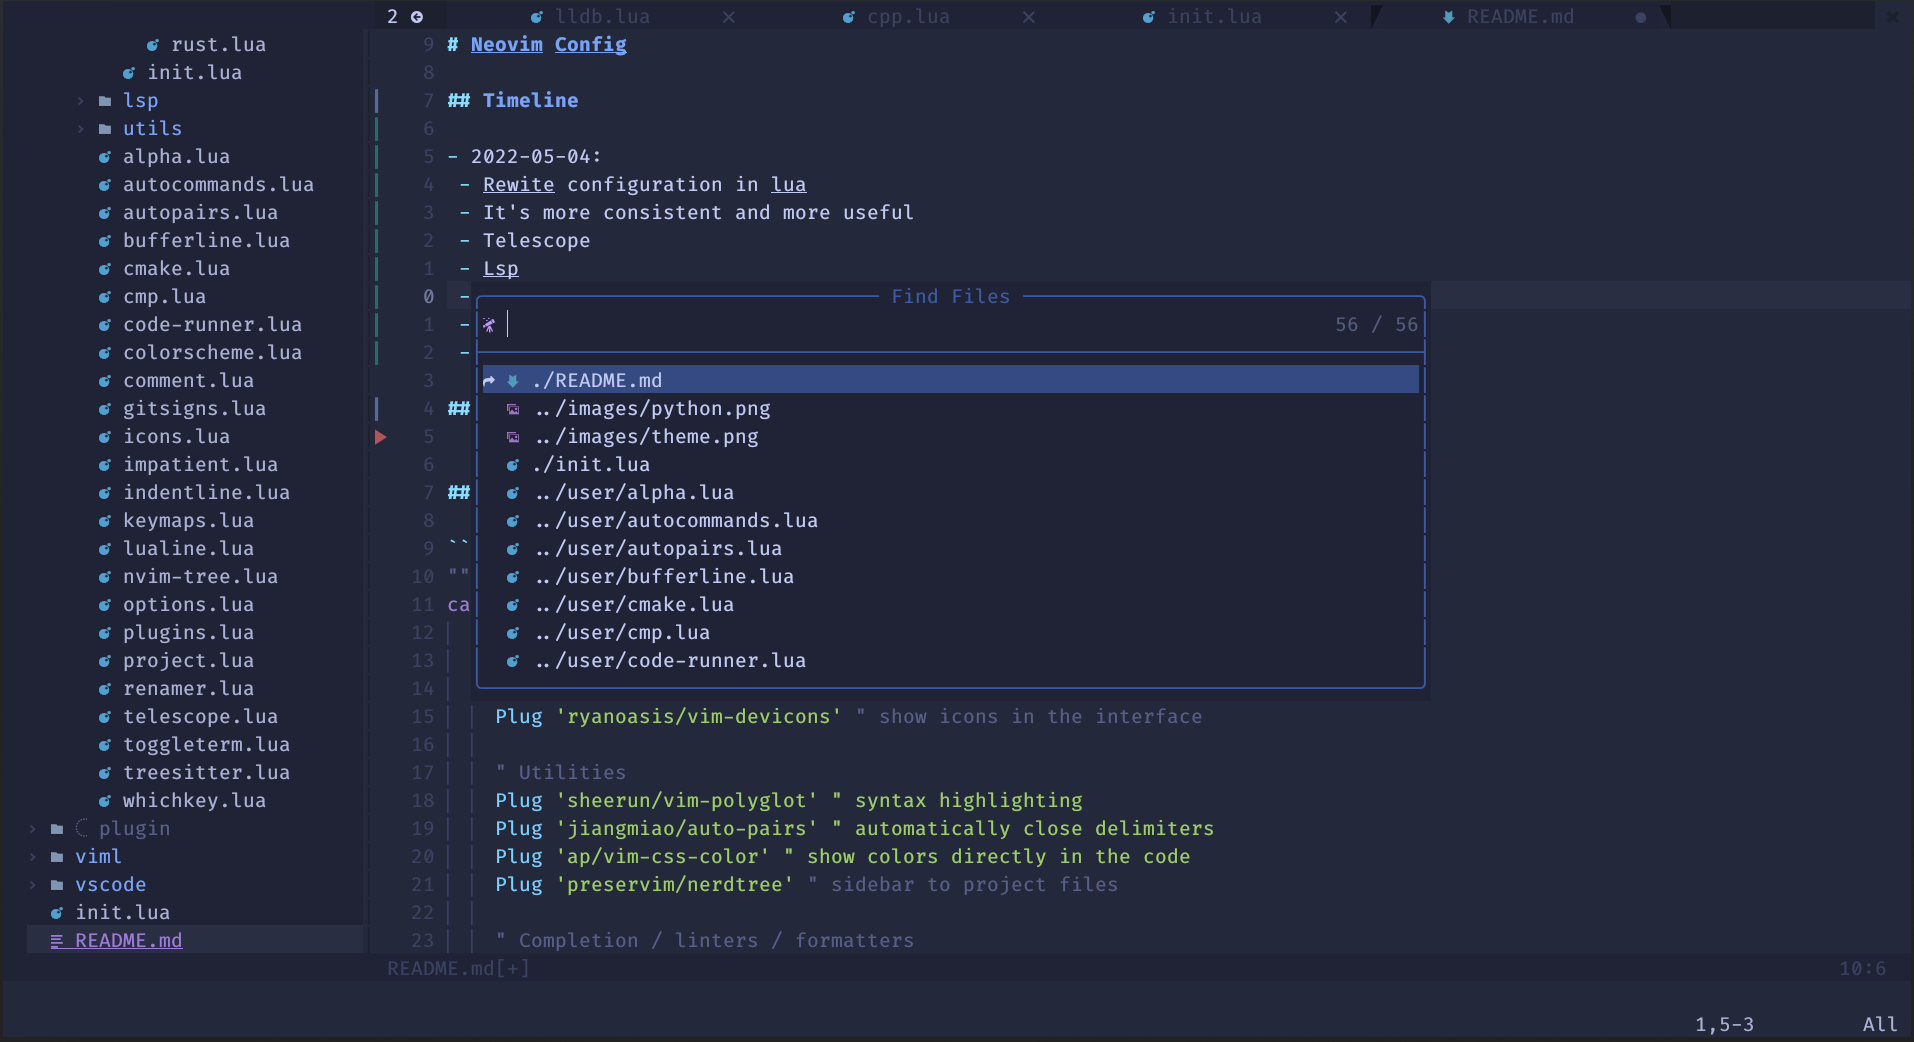 2 lldb.lua cpp.lua init.lua README.md
rust.lua
init.lua
lsp
utils
alpha.lua
autocommands.lua
autopairs.lua
bufferline.lua
cmake.lua
cmp.lua
code-runner.lua
colorscheme.lua
comment.lua
gitsigns.lua
icons.lua
impatient.lua
indentline.lua
keymaps.lua
lualine.lua
nvim-tree.lua
options.lua
plugins.lua
project.lua
renamer.lua
telescope.lua
toggleterm.lua
treesitter.lua
whichkey.lua
plugin
viml
vscode
init.lua
README.md
9 # Neovim Config
8
7 ## Timeline
6
5 - 2022-05-04:
4 - Rewite configuration in lua
3 - It's more consistent and more useful
2 - Telescope
1 - Lsp
0 -
1 -
2 -
3
4 ##
5
6
7 ##
8
9 ``
10 ""
11 ca
12
13
14
15 Plug 'ryanoasis/vim-devicons' " show icons in the interface
16
17 " Utilities
18 Plug 'sheerun/vim-polyglot' " syntax highlighting
19 Plug 'jiangmiao/auto-pairs' " automatically close delimiters
20 Plug 'ap/vim-css-color' " show colors directly in the code
21 Plug 'preservim/nerdtree' " sidebar to project files
22
23 " Completion / linters / formatters
Find Files
56 / 56
./README.md
../images/python.png
../images/theme.png
./init.lua
../user/alpha.lua
../user/autocommands.lua
../user/autopairs.lua
../user/bufferline.lua
../user/cmake.lua
../user/cmp.lua
../user/code-runner.lua
README.md[+] 10:6
1,5-3 All